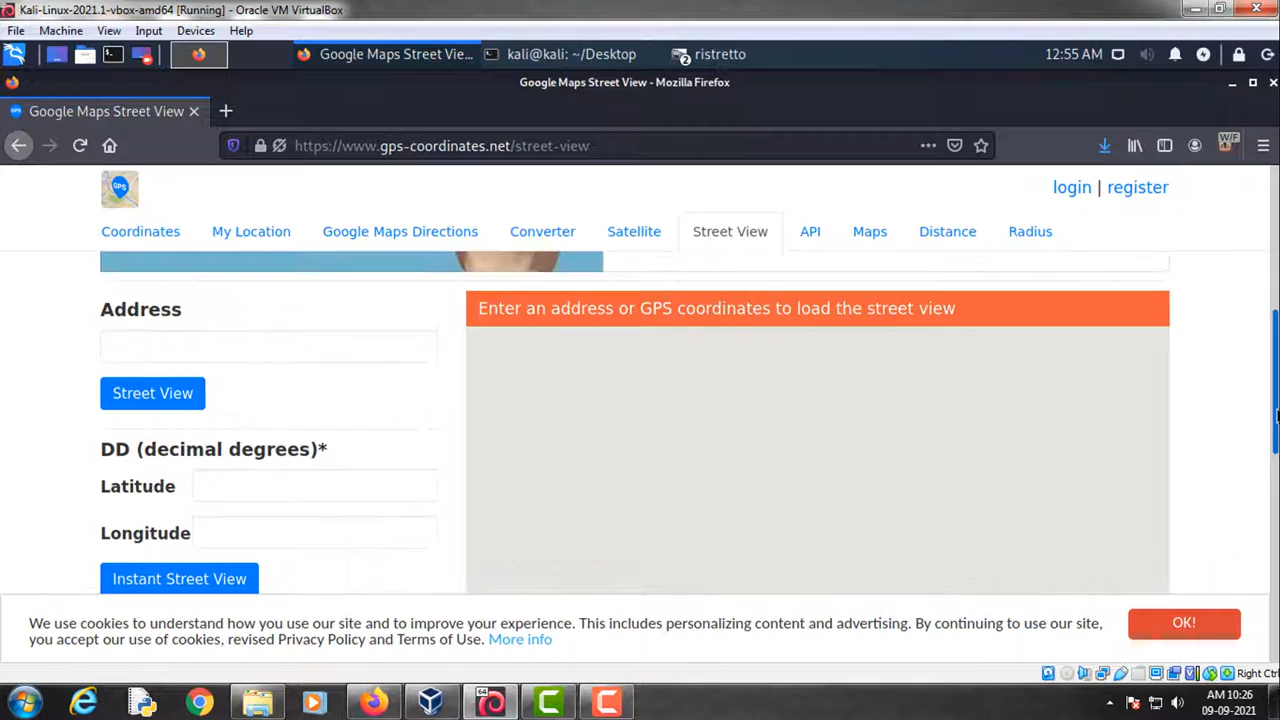 Kali-Linux-2021.1-vbox-amd64 [Running] - Oracle VM VirtualBox
File Machine View Input Devices Help
Google Maps Street Vie... kali@kali: ~/Desktop 2 ristretto 12:55 AM
Google Maps Street View - Mozilla Firefox
Google Maps Street View
https://www.gps-coordinates.net/street-view
GPS
login | register
Coordinates My Location Google Maps Directions Converter Satellite Street View API Maps Distance Radius
Address
Enter an address or GPS coordinates to load the street view
Street View
DD (decimal degrees)*
Latitude
Longitude
Instant Street View
We use cookies to understand how you use our site and to improve your experience. This includes personalizing content and advertising. By continuing to use our site,
you accept our use of cookies, revised Privacy Policy and Terms of Use. More info
OK!
Right Ctrl
64
AM 10:26
09-09-2021